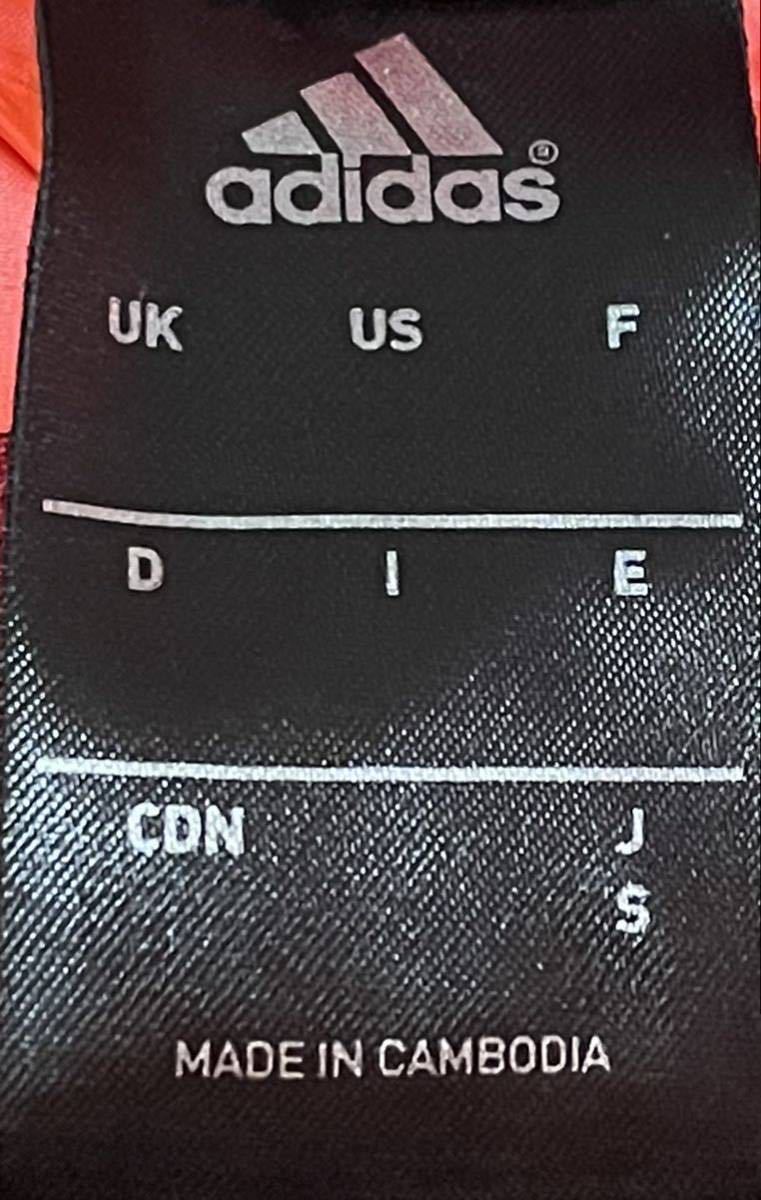 adidas®
UK US F
D I E
CDN J
S
MADE IN CAMBODIA